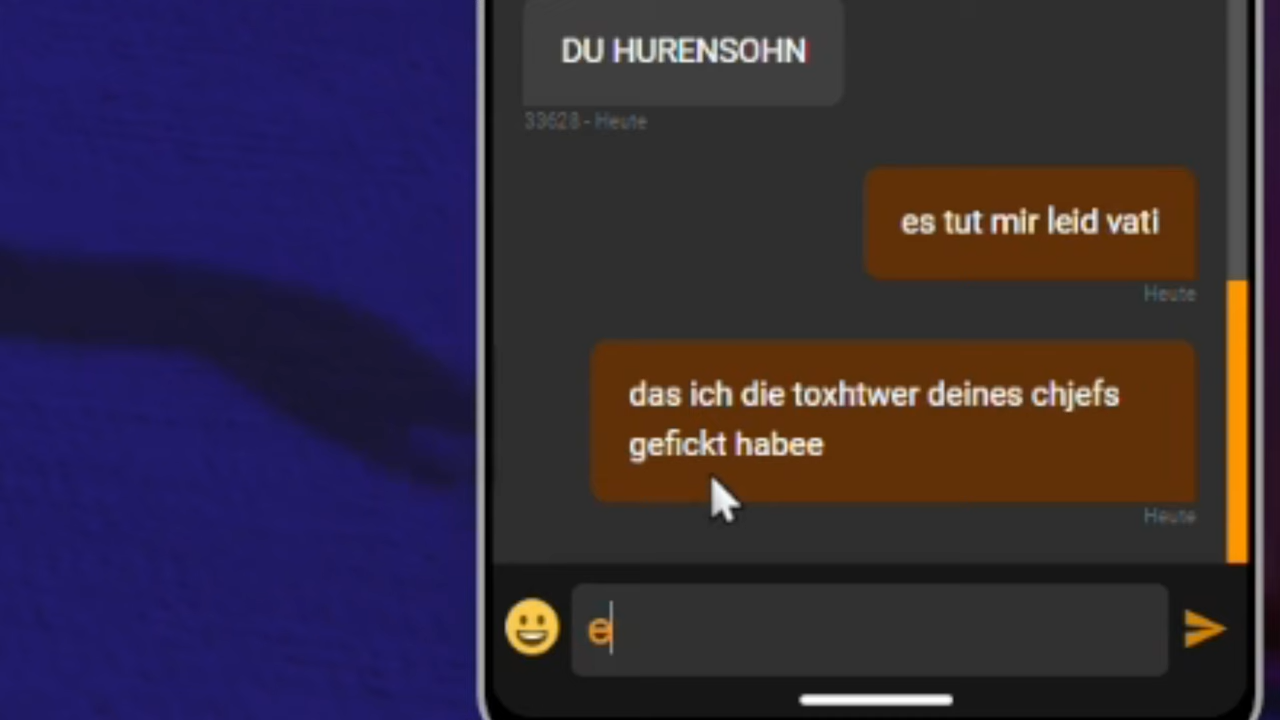 DU HURENSOHN
33628 - Heute
es tut mir leid vati
Heute
das ich die toxhtwer deines chjefs
gefickt habee
Heute
e